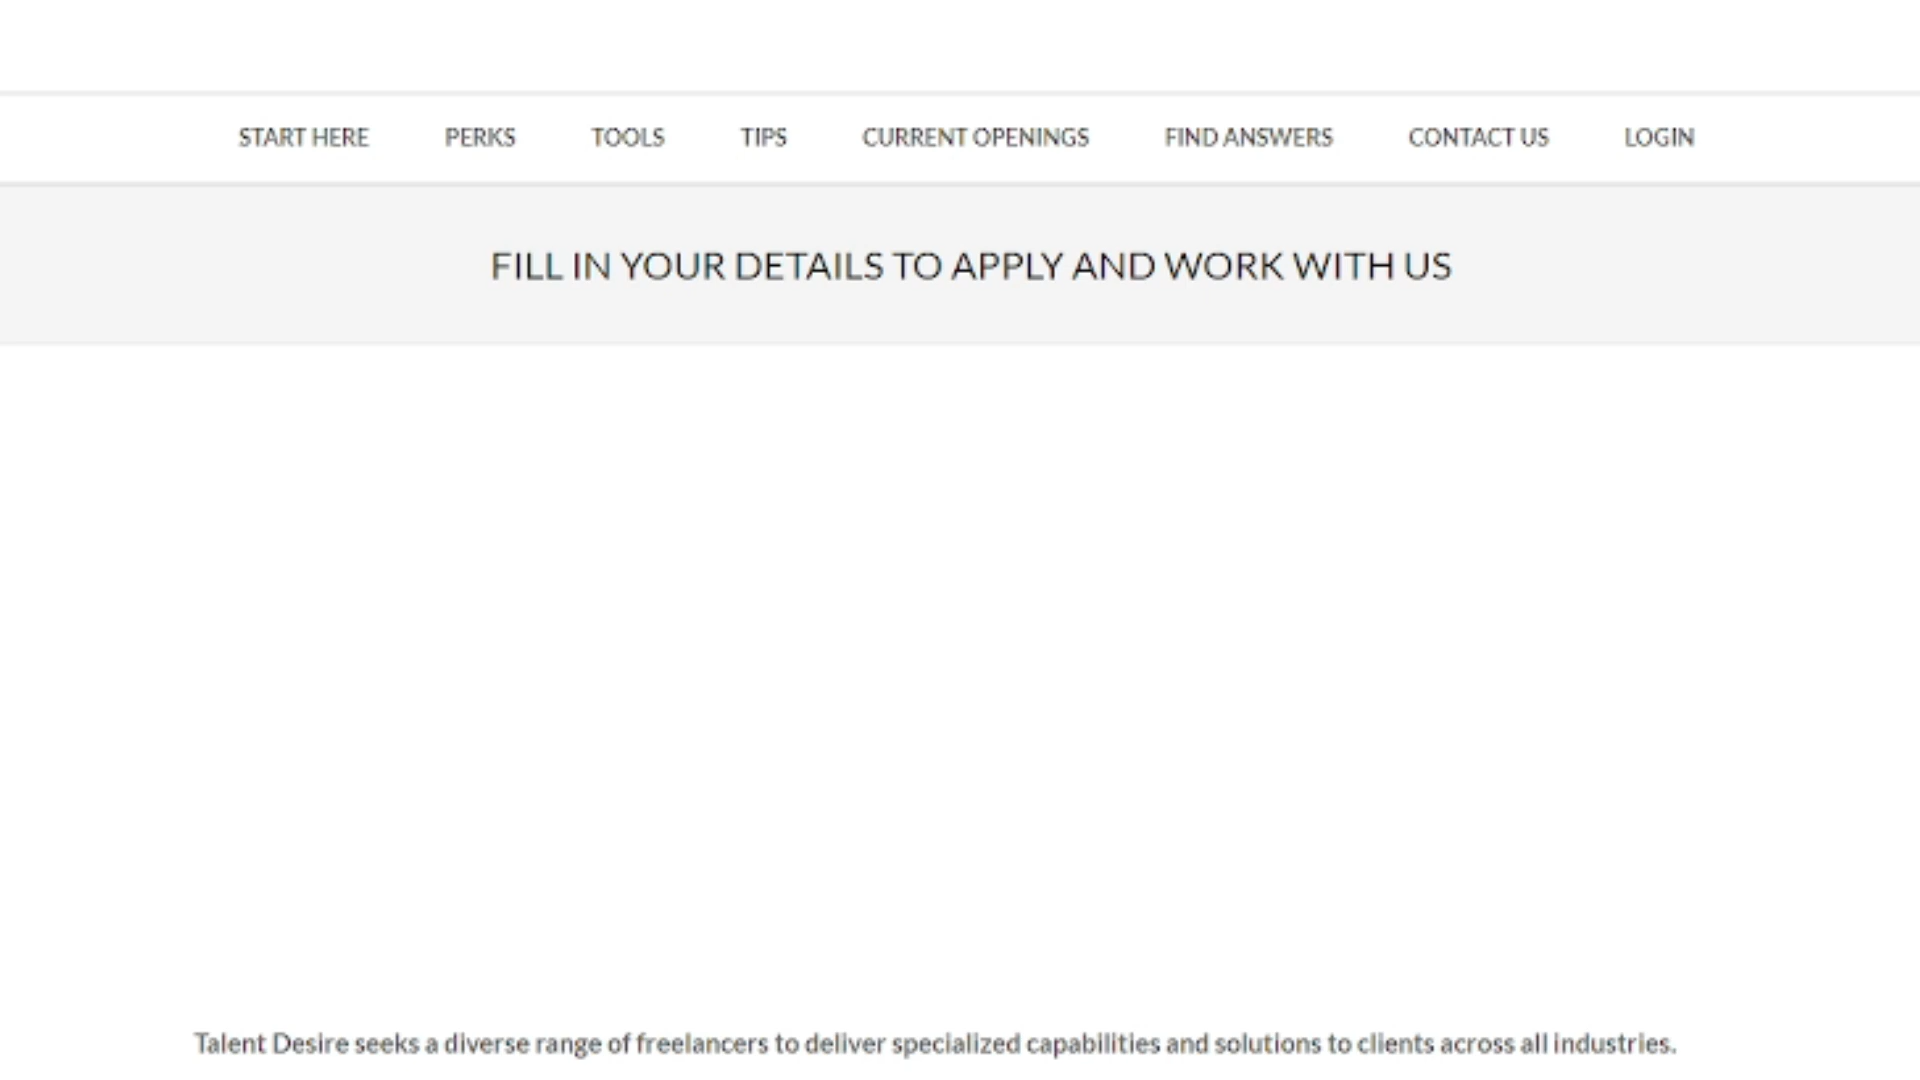 START HERE PERKS TOOLS TIPS CURRENT OPENINGS FIND ANSWERS CONTACT US LOGIN
FILL IN YOUR DETAILS TO APPLY AND WORK WITH US
Talent Desire seeks a diverse range of freelancers to deliver specialized capabilities and solutions to clients across all industries.